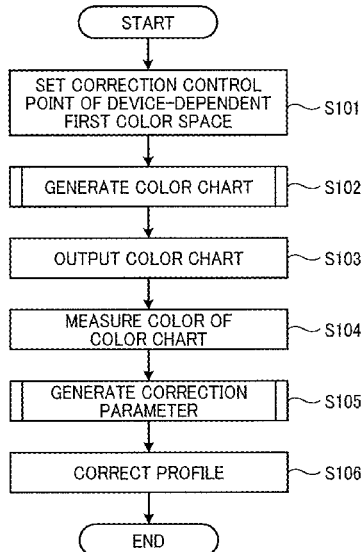 START
SET CORRECTION CONTROL
POINT OF DEVICE-DEPENDENT
FIRST COLOR SPACE
S101
GENERATE COLOR CHART
S102
OUTPUT COLOR CHART
S103
MEASURE COLOR OF
COLOR CHART
S104
GENERATE CORRECTION
PARAMETER
S105
CORRECT PROFILE
S106
END